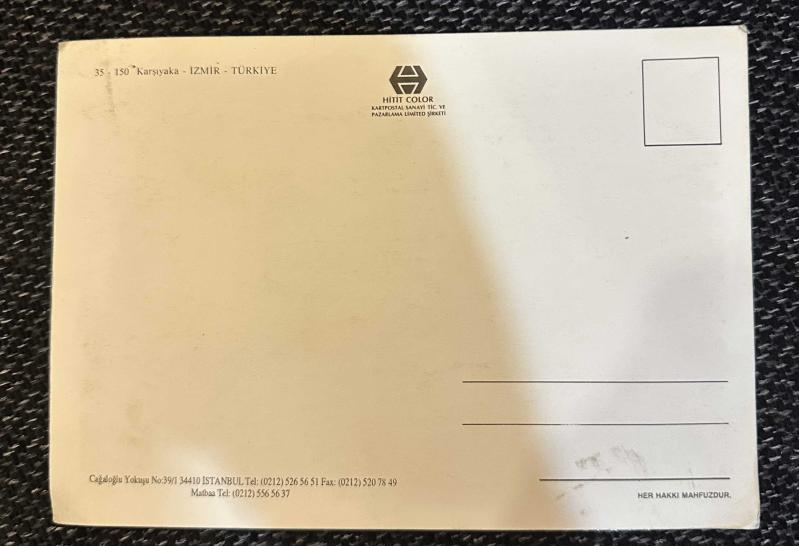 35 - 150 Karşıyaka - İZMİR - TÜRKİYE
HİTİT COLOR
KARTPOSTAL SANAYİ TİC. VE
PAZARLAMA LİMİTED ŞİRKETİ
Cağaloğlu Yokuşu No:39/1 34410 İSTANBUL Tel: (0212) 526 56 51 Fax: (0212) 520 78 49
Matbaa Tel: (0212) 556 56 37
HER HAKKI MAHFUZDUR.